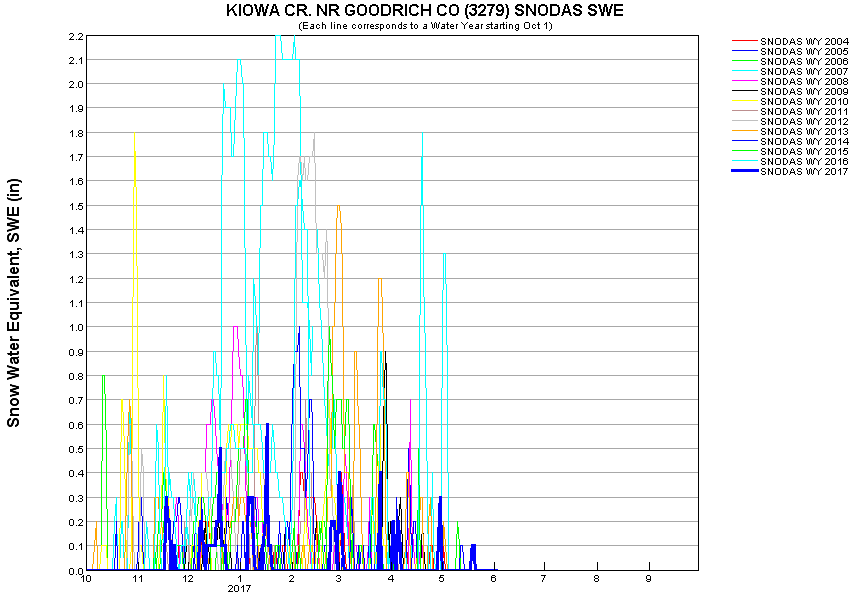 KIOWA CR. NR GOODRICH CO (3279) SNODAS SWE
(Each line corresponds to a Water Year starting Oct 1)
Snow Water Equivalent, SWE (in)
2.2
2.1
2.0
1.9
1.8
1.7
1.6
1.5
1.4
1.3
1.2
1.1
1.0
0.9
0.8
0.7
0.6
0.5
0.4
0.3
0.2
0.1
0.0
10 11 12 1 2 3 4 5 6 7 8 9
2017
SNODAS WY 2004
SNODAS WY 2005
SNODAS WY 2006
SNODAS WY 2007
SNODAS WY 2008
SNODAS WY 2009
SNODAS WY 2010
SNODAS WY 2011
SNODAS WY 2012
SNODAS WY 2013
SNODAS WY 2014
SNODAS WY 2015
SNODAS WY 2016
SNODAS WY 2017